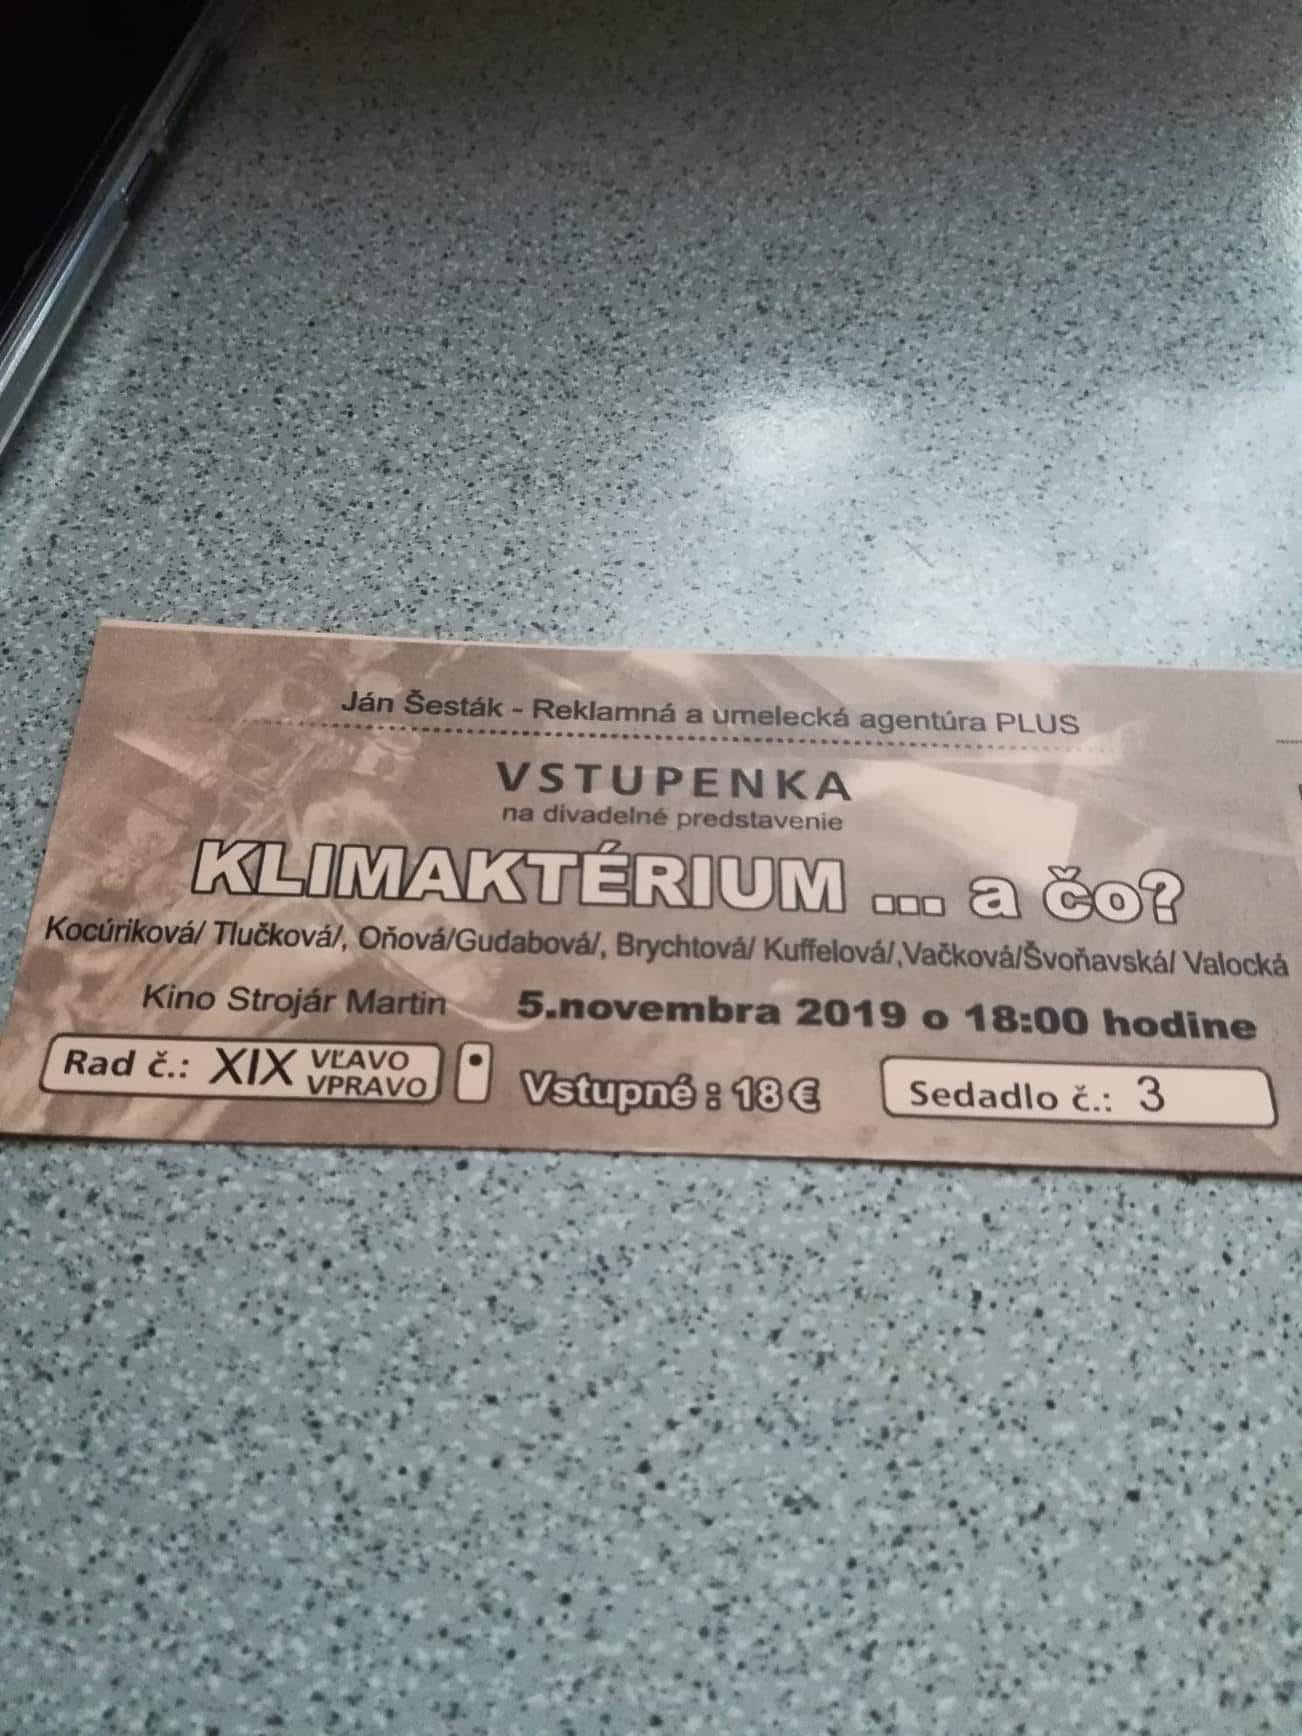 Ján Šesták - Reklamná a umelecká agentúra PLUS
VSTUPENKA
na divadelné predstavenie
KLIMAKTÉRIUM ... a čo?
Kocúriková/ Tlučková/, Oňová/Gudabová/, Brychtová/ Kuffelová/,Vačková/Švoňavská/ Valocká
Kino Strojár Martin 5.novembra 2019 o 18:00 hodine
Rad č.: XIX VĽAVO
VPRAVO
Vstupné : 18 €
Sedadlo č.: 3